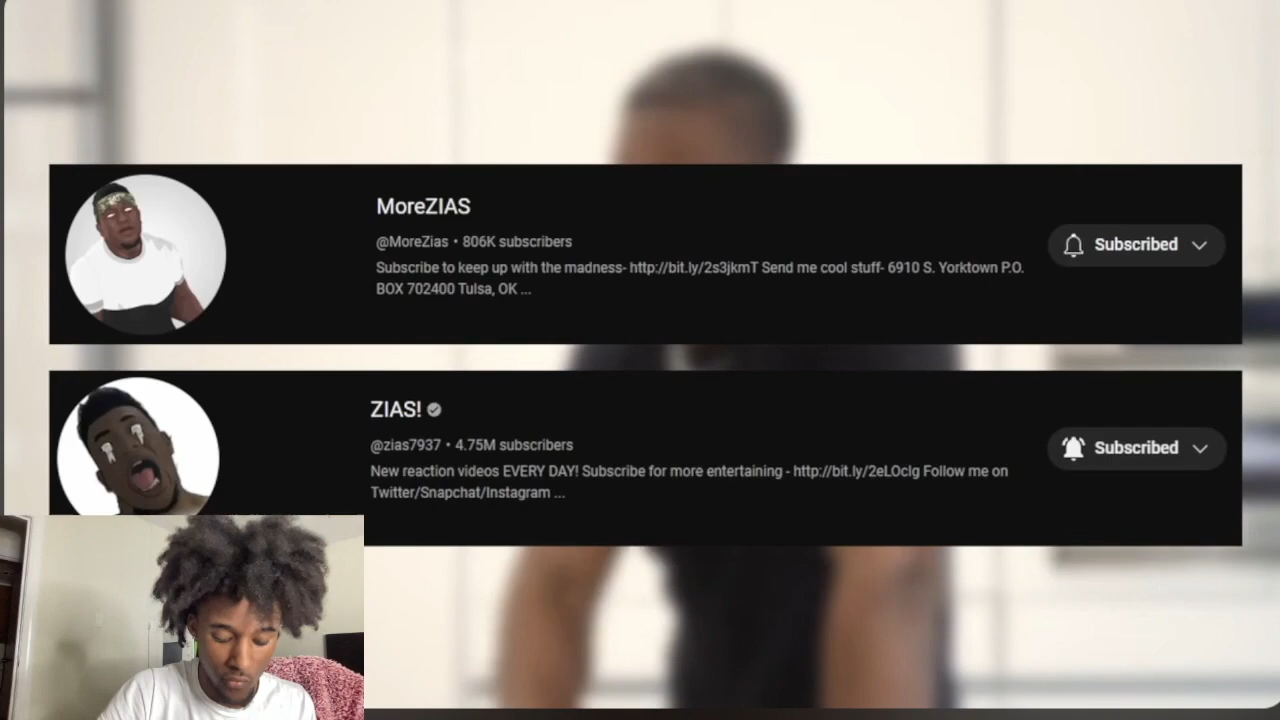 MoreZIAS
@MoreZias • 806K subscribers
Subscribe to keep up with the madness- http://bit.ly/2s3jkmT Send me cool stuff- 6910 S. Yorktown P.O.
BOX 702400 Tulsa, OK ...
Subscribed
ZIAS!
@zias7937 • 4.75M subscribers
New reaction videos EVERY DAY! Subscribe for more entertaining - http://bit.ly/2eLOclg Follow me on
Twitter/Snapchat/Instagram ...
Subscribed